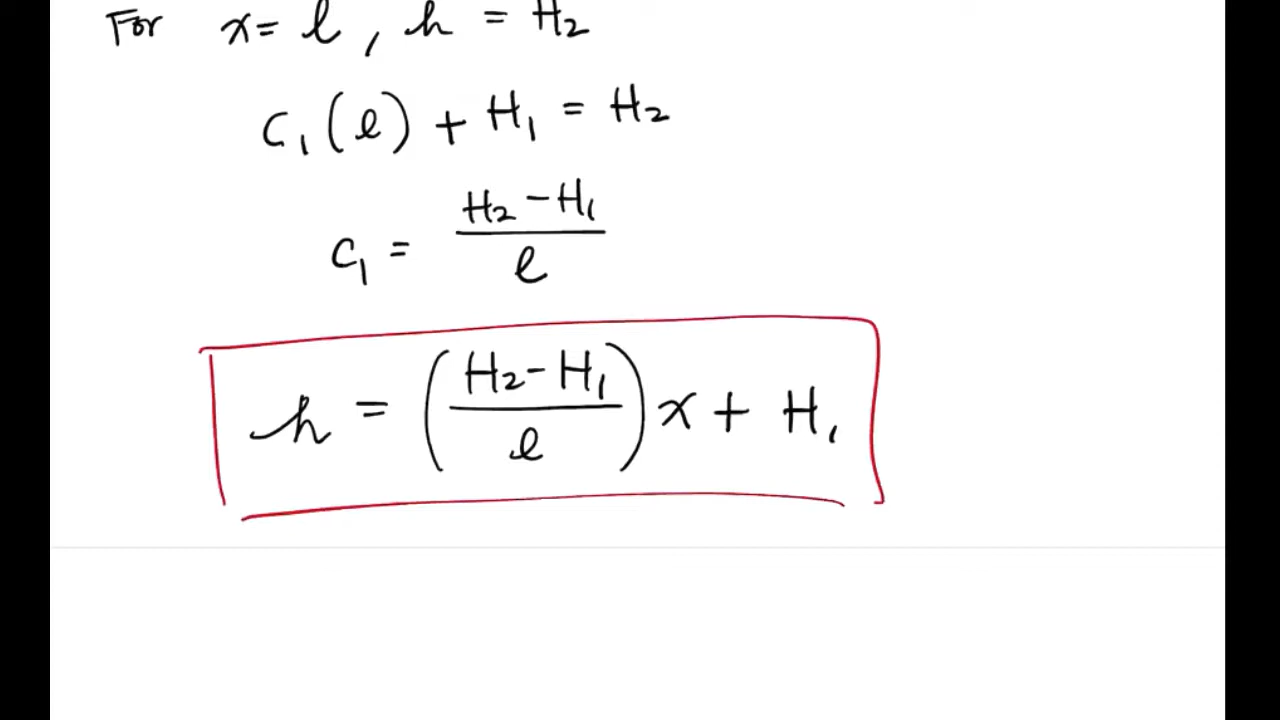 For x = l, h = H₂
C₁(l) + H₁ = H₂
C₁ = (H₂ - H₁)/l
h = ((H₂ - H₁)/l) x + H₁